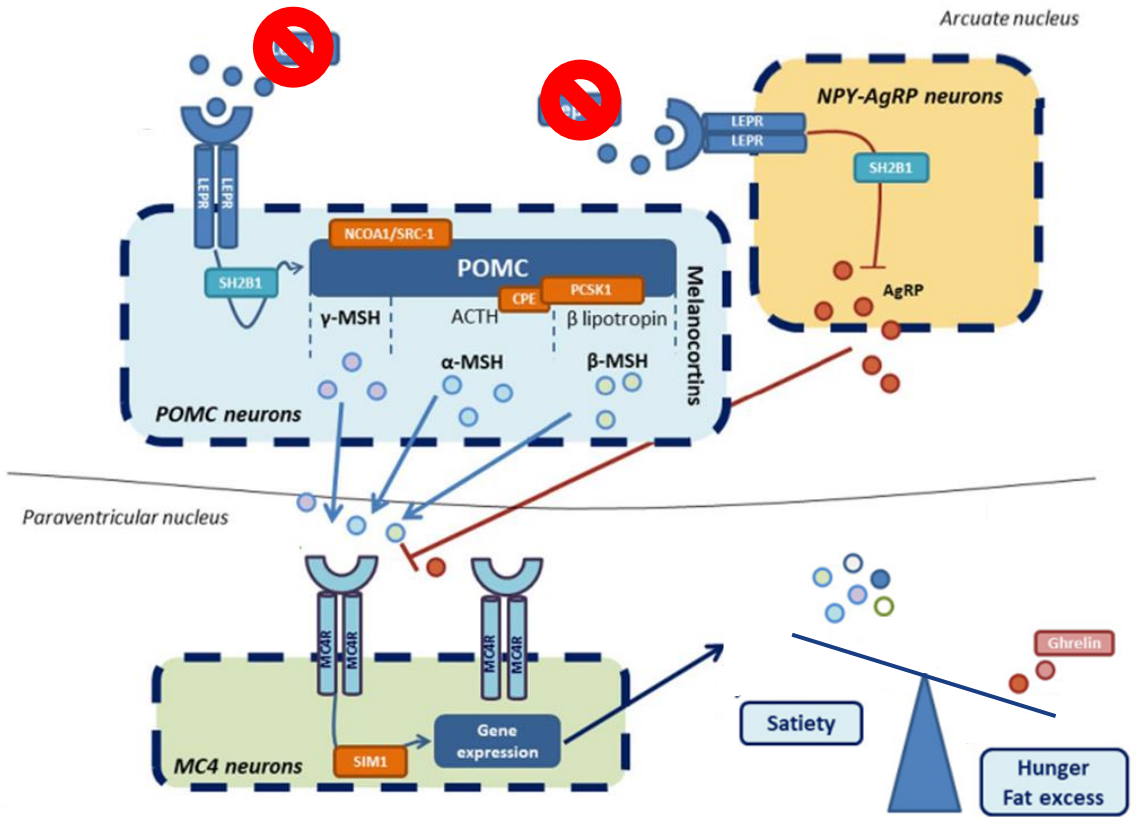 Arcuate nucleus
NPY-AgRP neurons
LEPR
LEPR
SH2B1
AgRP
LEPR
LEPR
NCOA1/SRC-1
POMC
SH2B1
CPE
PCSK1
γ-MSH
ACTH
β lipotropin
α-MSH
β-MSH
Melanocortins
POMC neurons
Paraventricular nucleus
MC4R
MC4R
MC4R
MC4R
Gene
expression
SIM1
MC4 neurons
Ghrelin
Satiety
Hunger
Fat excess